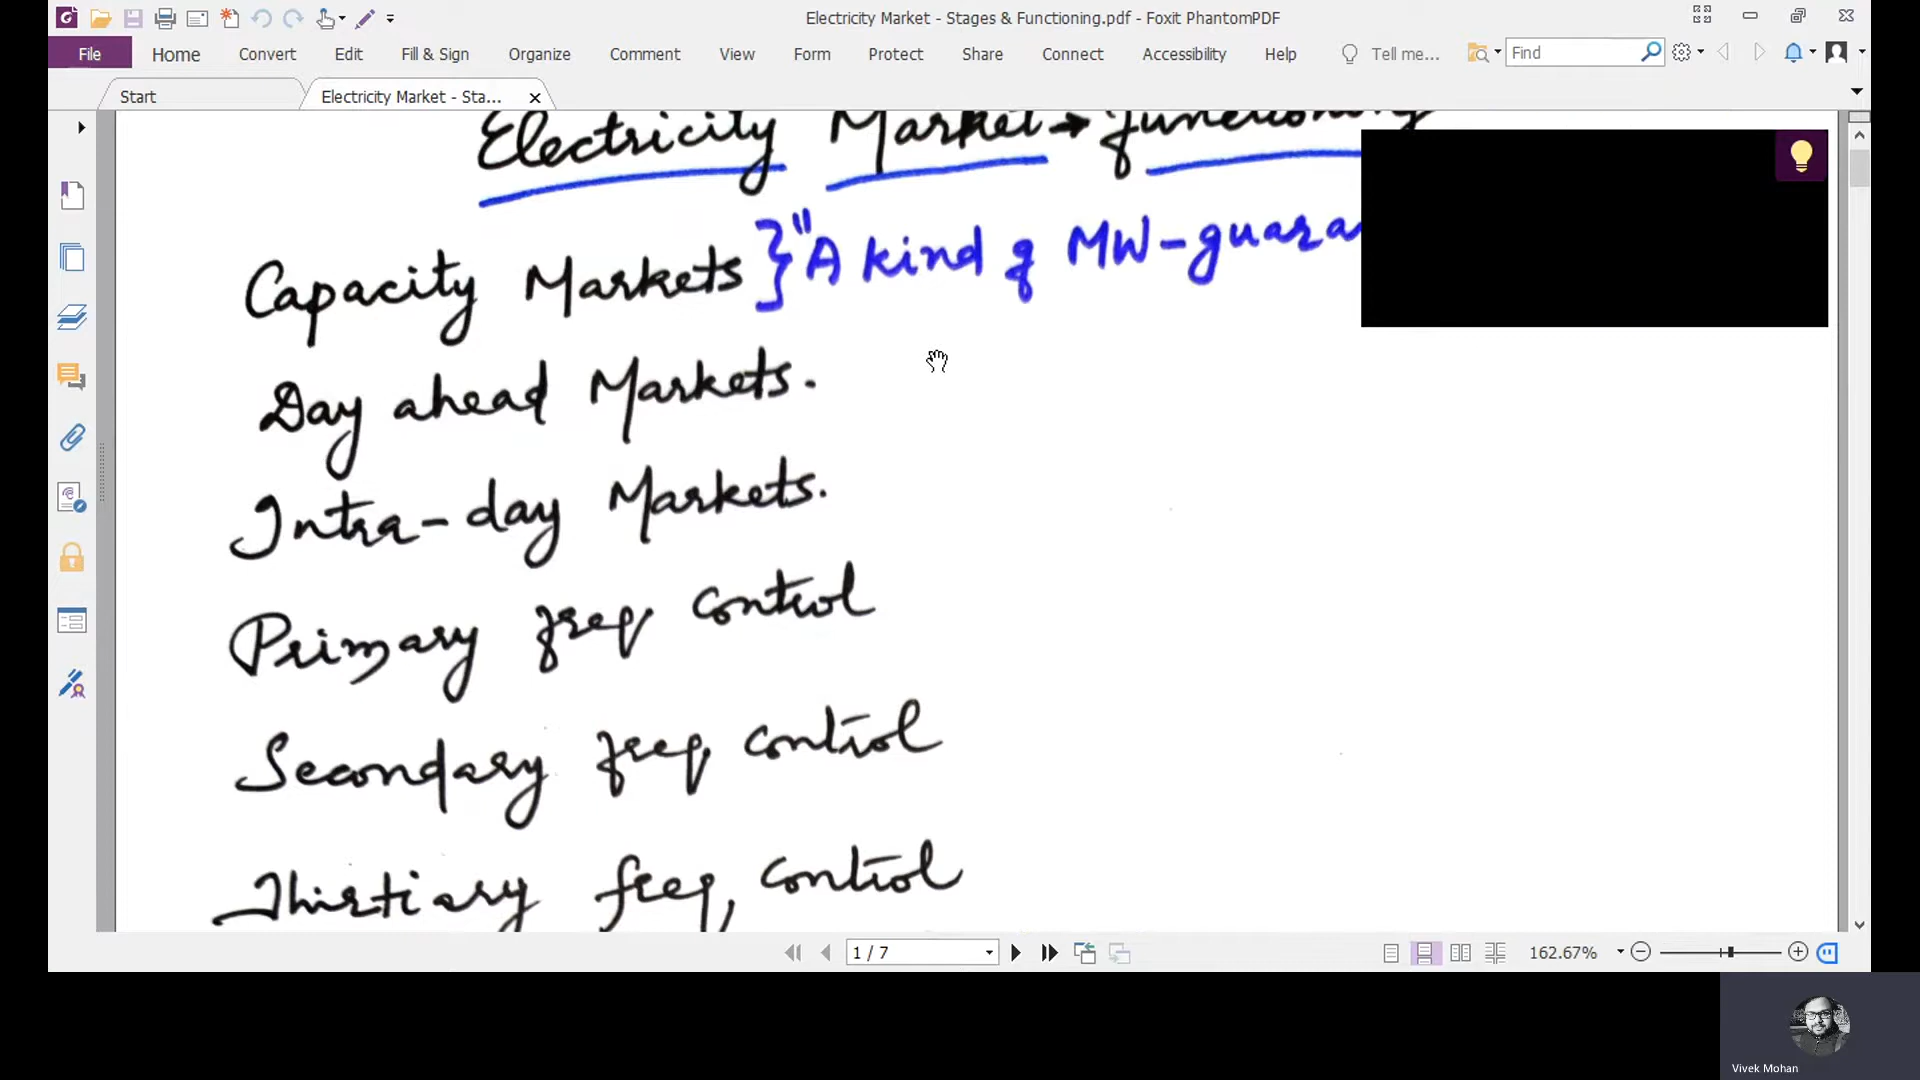 Electricity Market - Stages & Functioning.pdf - Foxit PhantomPDF
File Home Convert Edit Fill & Sign Organize Comment View Form Protect Share Connect Accessibility Help Tell me... Find
Start Electricity Market - Sta...
Electricity Market → functioning
Capacity Markets } "A kind of MW-guara
Day ahead Markets.
Intra-day Markets.
Primary freq control
Secondary freq, control
Thirtiary freq, control
1 / 7 162.67%
Vivek Mohan